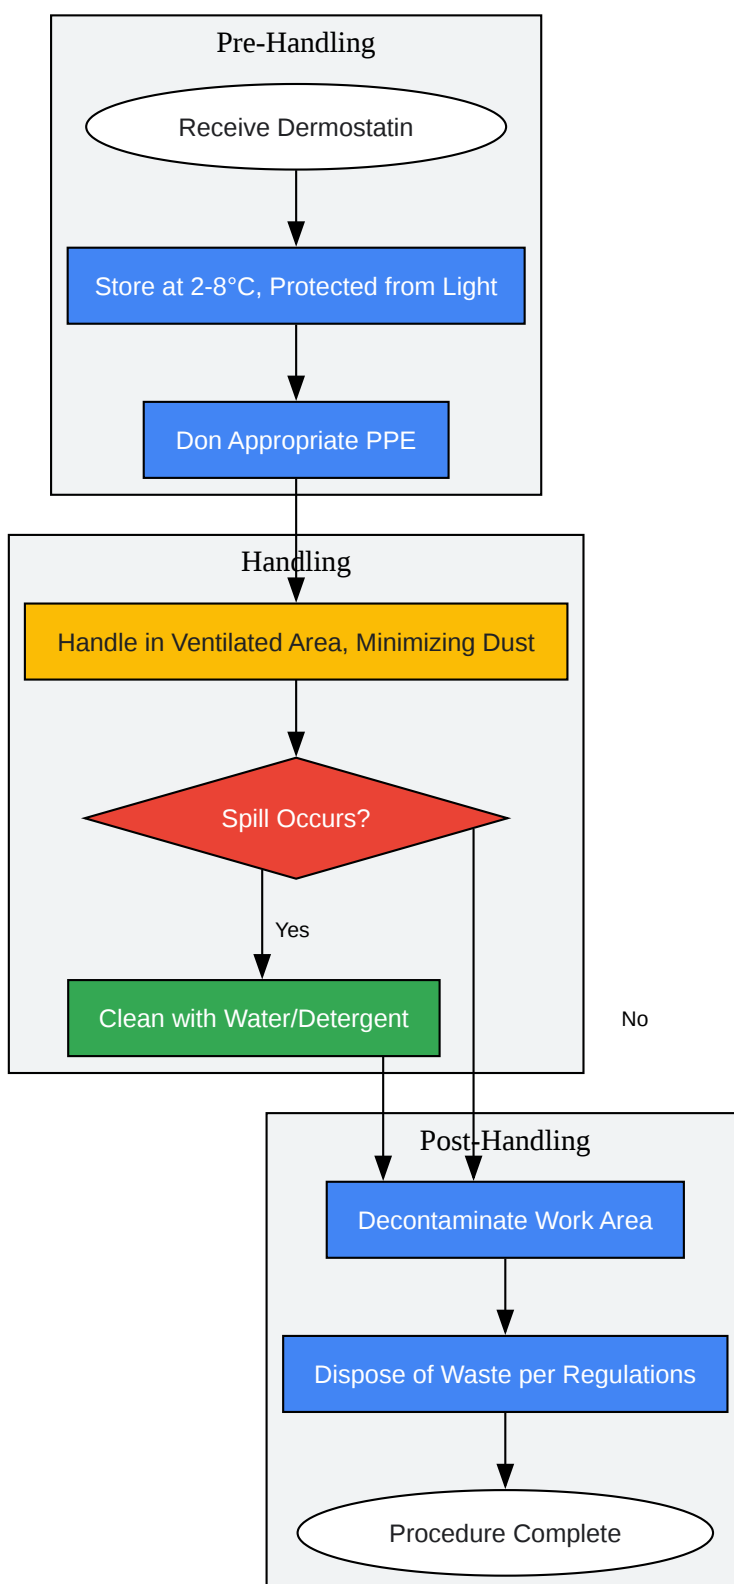 Pre-Handling
Receive Dermostatin
Store at 2-8°C, Protected from Light
Don Appropriate PPE
Handling
Handle in Ventilated Area, Minimizing Dust
Spill Occurs?
Yes
Clean with Water/Detergent
No
Post-Handling
Decontaminate Work Area
Dispose of Waste per Regulations
Procedure Complete